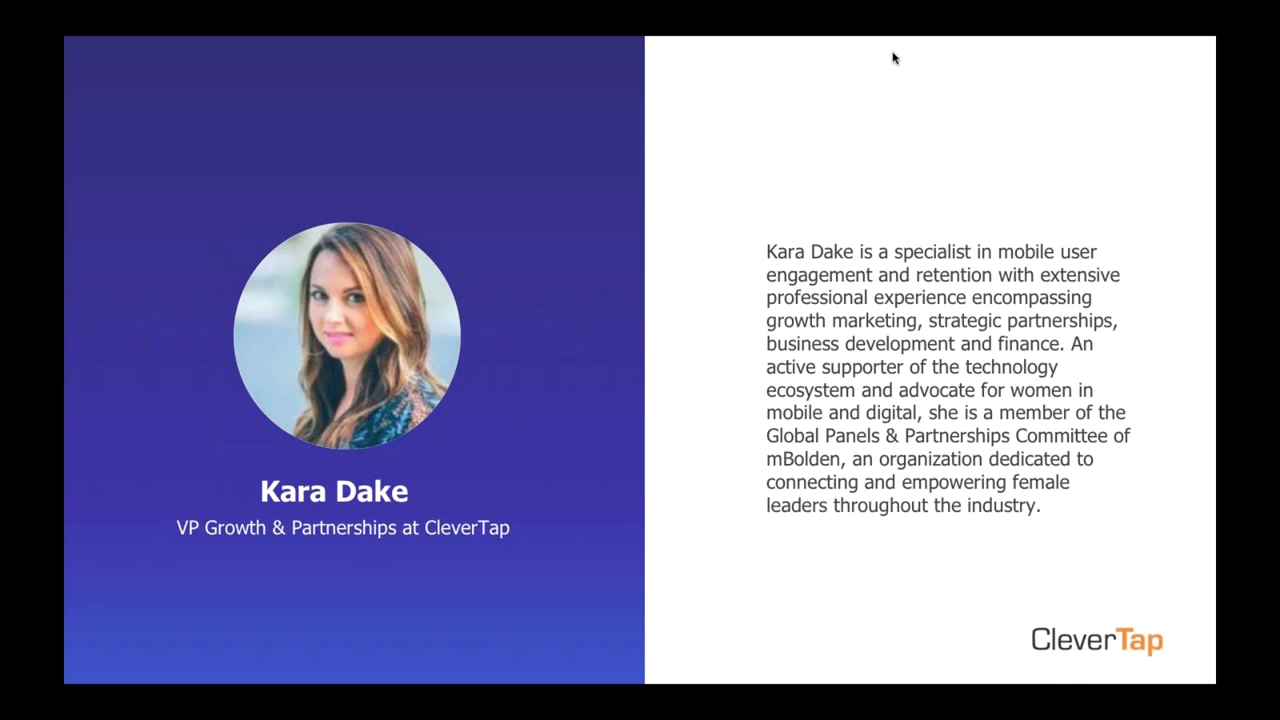 Kara Dake
VP Growth & Partnerships at CleverTap
Kara Dake is a specialist in mobile user
engagement and retention with extensive
professional experience encompassing
growth marketing, strategic partnerships,
business development and finance. An
active supporter of the technology
ecosystem and advocate for women in
mobile and digital, she is a member of the
Global Panels & Partnerships Committee of
mBolden, an organization dedicated to
connecting and empowering female
leaders throughout the industry.
CleverTap